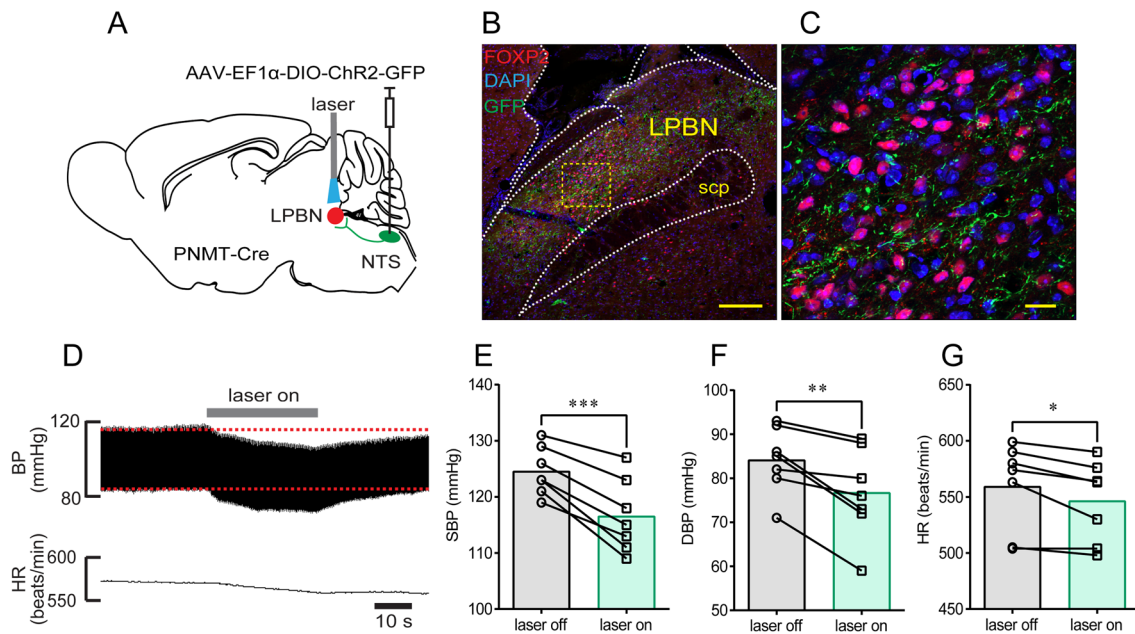 A
AAV-EF1α-DIO-ChR2-GFP
laser
LPBN
PNMT-Cre
NTS
B
FOXP2
DAPI
GFP
LPBN
scp
C
D
laser on
120
80
BP
(mmHg)
600
550
HR
(beats/min)
10 s
E
140
130
120
110
100
SBP (mmHg)
***
laser off
laser on
F
100
90
80
70
60
50
DBP (mmHg)
**
laser off
laser on
G
650
600
550
500
450
HR (beats/min)
*
laser off
laser on